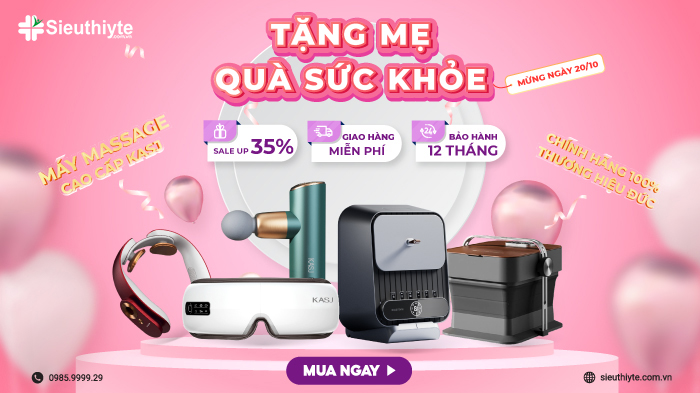 Sieuthiyte
.com.vn
TẶNG MẸ
QUÀ SỨC KHỎE
MỪNG NGÀY 20/10
SALE UP 35%
GIAO HÀNG
MIỄN PHÍ
24
BẢO HÀNH
12 THÁNG
MÁY MASSAGE
CAO CẤP KASJ
CHÍNH HÃNG 100%
THƯƠNG HIỆU ĐỨC
KASJ
KASJ
MUA NGAY
0985.9999.29
sieuthiyte.com.vn